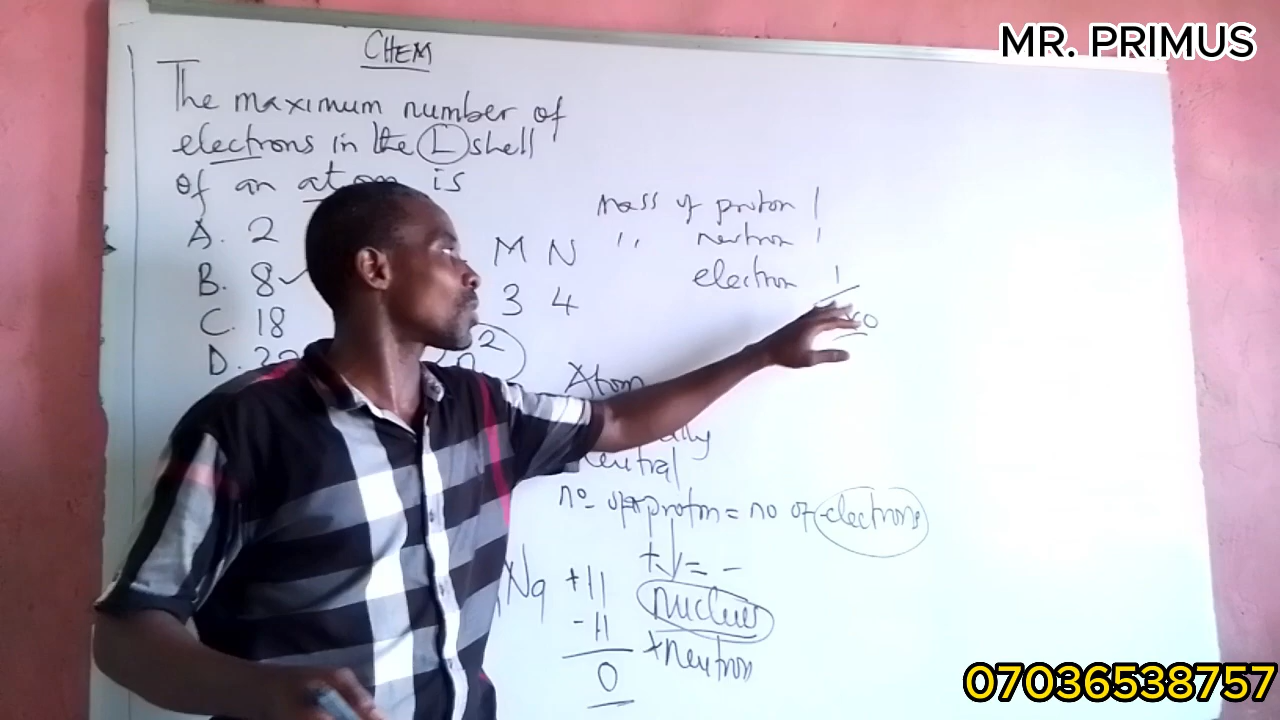 MR. PRIMUS
CHEM
The maximum number of
electrons in the L shell
of an atom is
A. 2
B. 8 ✓
C. 18
D.
M N
3 4
mass of proton 1
,, neutron 1
electron 1
Atom
neutral
no of proton = no of electrons
+ = -
Na +11
-11
0
nucleus
+neutron
07036538757